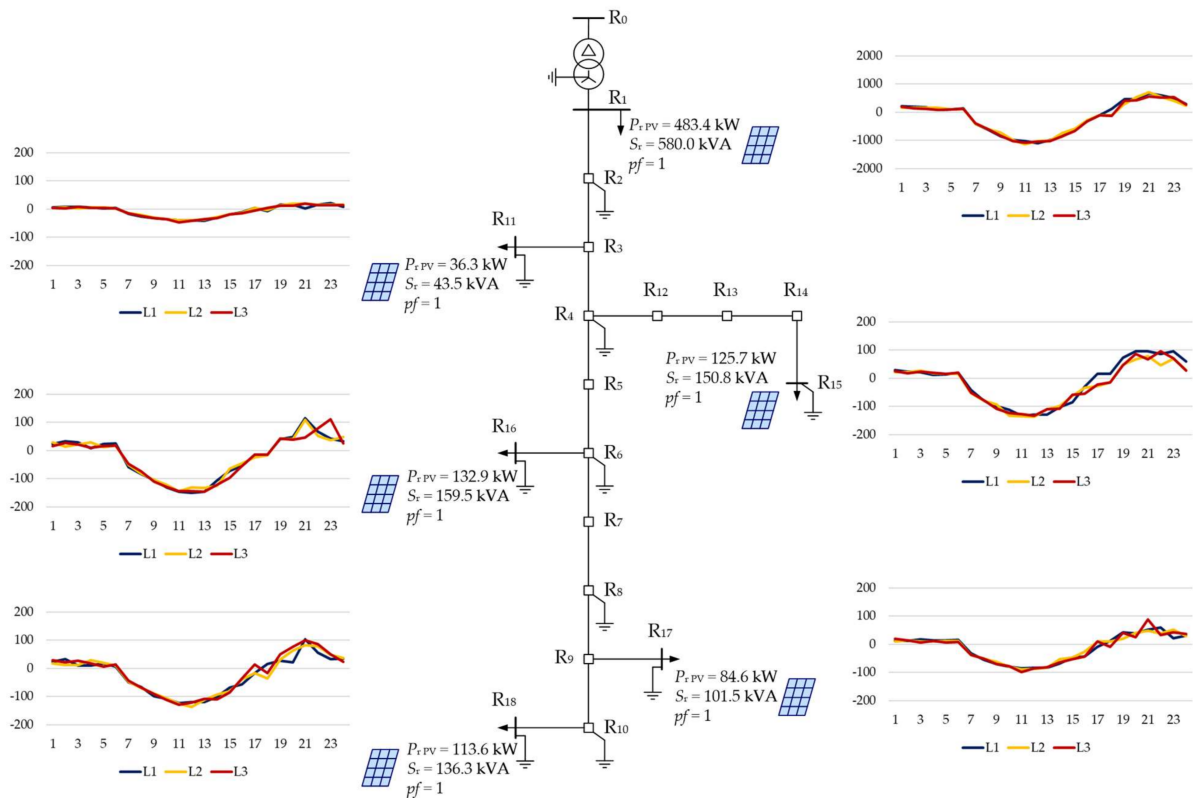 R0
R1
Pr PV = 483.4 kW
Sr = 580.0 kVA
pf = 1
2000
1000
0
-1000
-2000
1 3 5 7 9 11 13 15 17 19 21 23
L1 L2 L3
R2
200
100
0
-100
-200
1 3 5 7 9 11 13 15 17 19 21 23
L1 L2 L3
R11
Pr PV = 36.3 kW
Sr = 43.5 kVA
pf = 1
R3
R4
R12
R13
R14
Pr PV = 125.7 kW
Sr = 150.8 kVA
pf = 1
R15
200
100
0
-100
-200
1 3 5 7 9 11 13 15 17 19 21 23
L1 L2 L3
R5
200
100
0
-100
-200
1 3 5 7 9 11 13 15 17 19 21 23
L1 L2 L3
R16
Pr PV = 132.9 kW
Sr = 159.5 kVA
pf = 1
R6
R7
R8
R9
R17
Pr PV = 84.6 kW
Sr = 101.5 kVA
pf = 1
200
100
0
-100
-200
1 3 5 7 9 11 13 15 17 19 21 23
L1 L2 L3
200
100
0
-100
-200
1 3 5 7 9 11 13 15 17 19 21 23
L1 L2 L3
R18
R10
Pr PV = 113.6 kW
Sr = 136.3 kVA
pf = 1